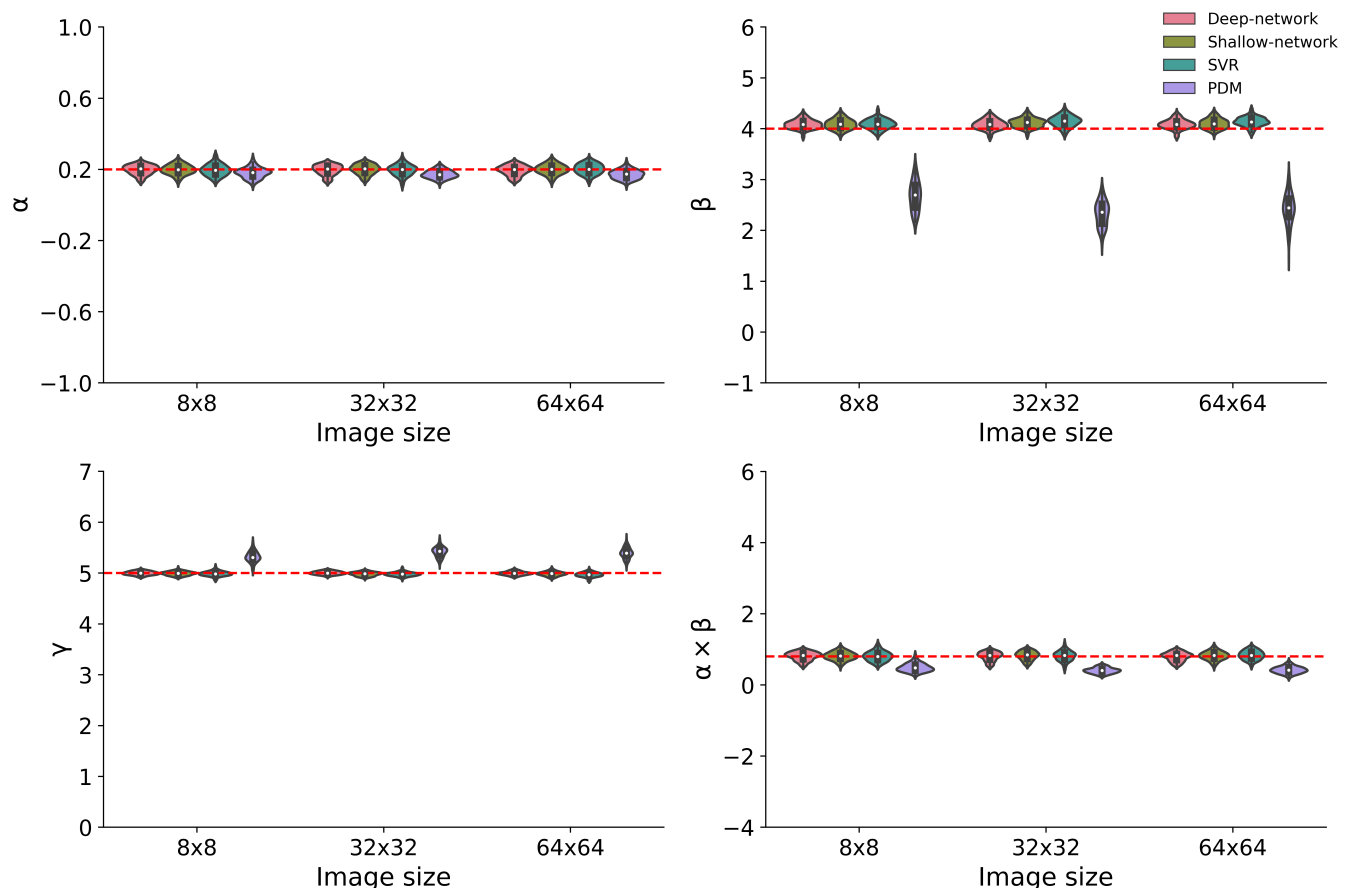 1.0
0.6
0.2
−0.2
−0.6
−1.0
α
8x8 32x32 64x64
Image size
Deep-network
Shallow-network
SVR
PDM
6
5
4
3
2
1
0
−1
β
8x8 32x32 64x64
Image size
7
6
5
4
3
2
1
0
γ
8x8 32x32 64x64
Image size
6
4
2
0
−2
−4
α × β
8x8 32x32 64x64
Image size